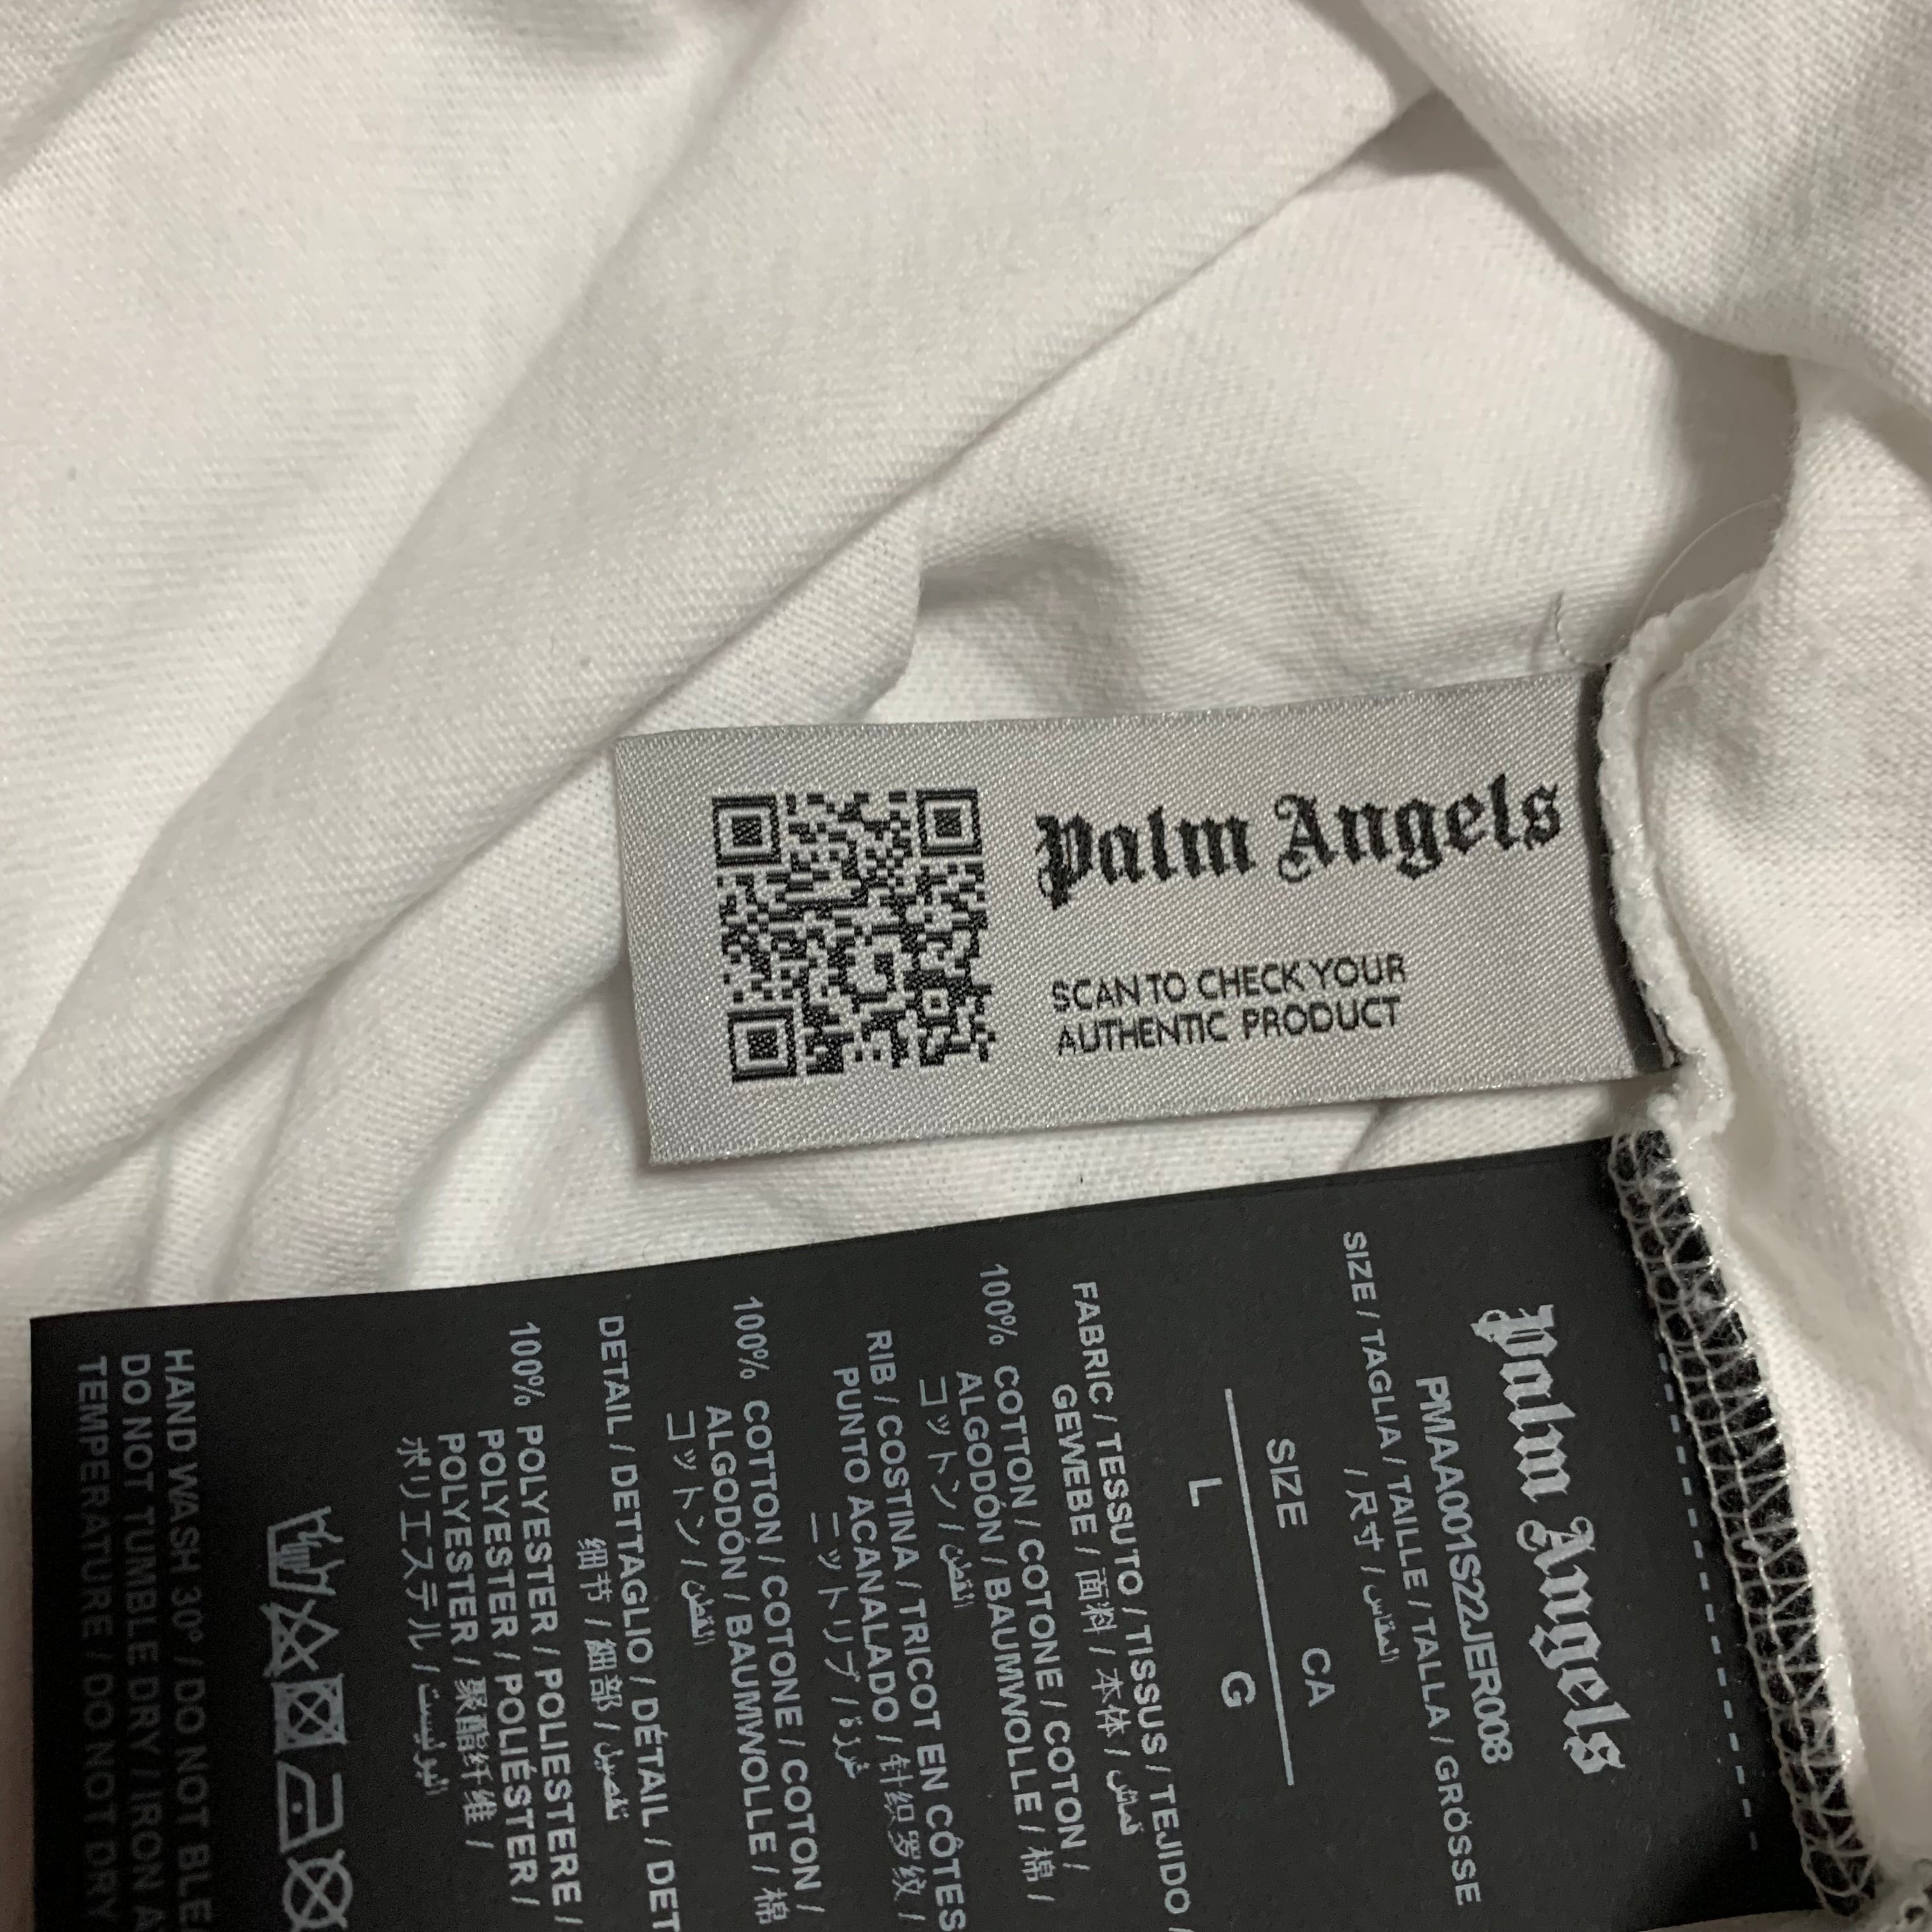 Palm Angels
SCAN TO CHECK YOUR
AUTHENTIC PRODUCT
Palm Angels
PMAA001S22JER008
SIZE / TAGLIA / TAILLE / TALLA / GRÖSSE
/ 尺寸 / المقاس
SIZE CA
L G
FABRIC / TESSUTO / TISSUS / TEJIDO /
GEWEBE / 面料 / 本体 / قماش
100% COTTON / COTONE / COTON /
ALGODÓN / BAUMWOLLE / 棉 /
コットン / القطن
RIB / COSTINA / TRICOT EN CÔTES
PUNTO ACANALADO / 针织罗纹 /
ニットリブ / غرزة
100% COTTON / COTONE / COTON /
ALGODÓN / BAUMWOLLE / 棉
コットン / القطن
DETAIL / DETTAGLIO / DÉTAIL / DET
细节 / 細部 / تفصيل
100% POLYESTER / POLIESTERE /
POLYESTER / POLIÉSTER /
POLYESTER / 聚酯纤维 /
ポリエステル /
HAND WASH 30° / DO NOT BLE
DO NOT TUMBLE DRY / IRON A
TEMPERATURE / DO NOT DRY